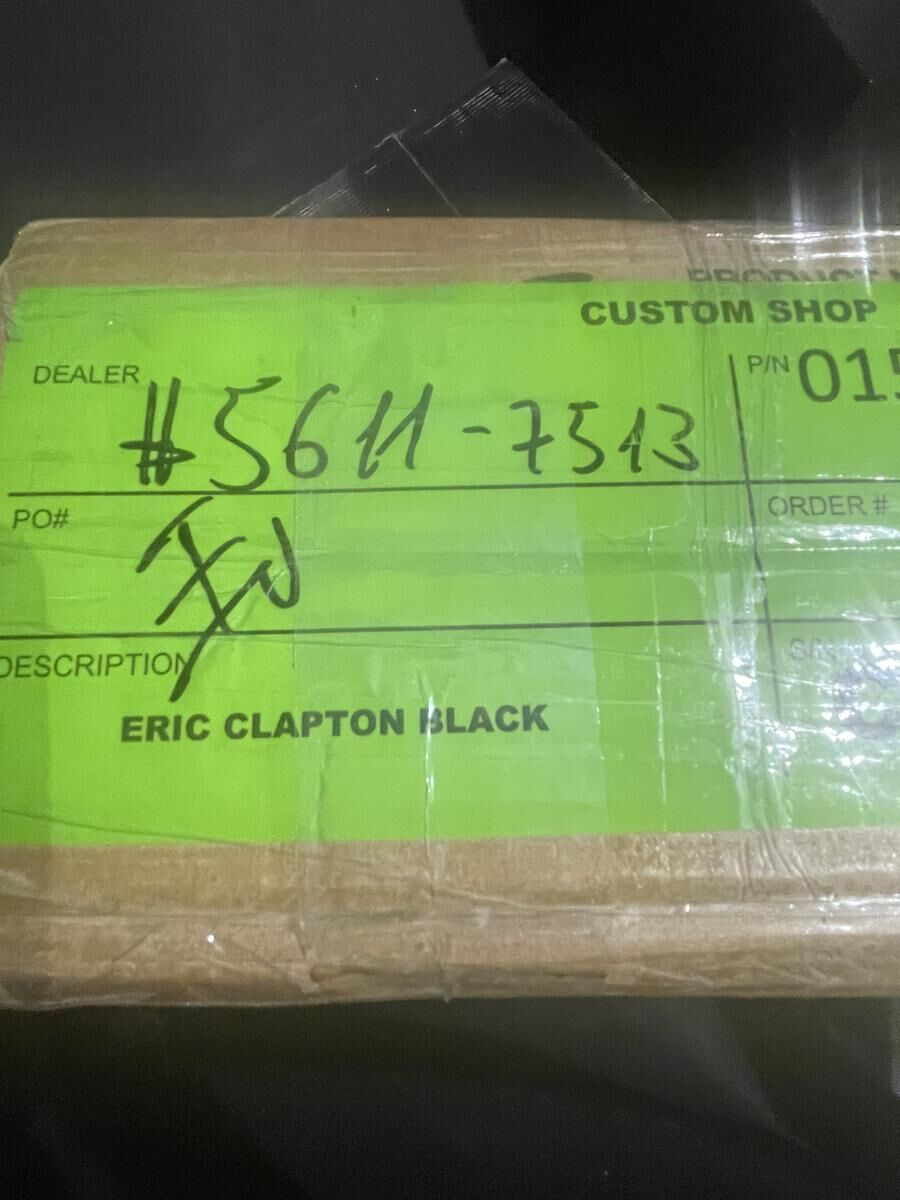 CUSTOM SHOP
DEALER
#5611-7513
P/N 015
PO#
ORDER #
DESCRIPTION
ERIC CLAPTON BLACK